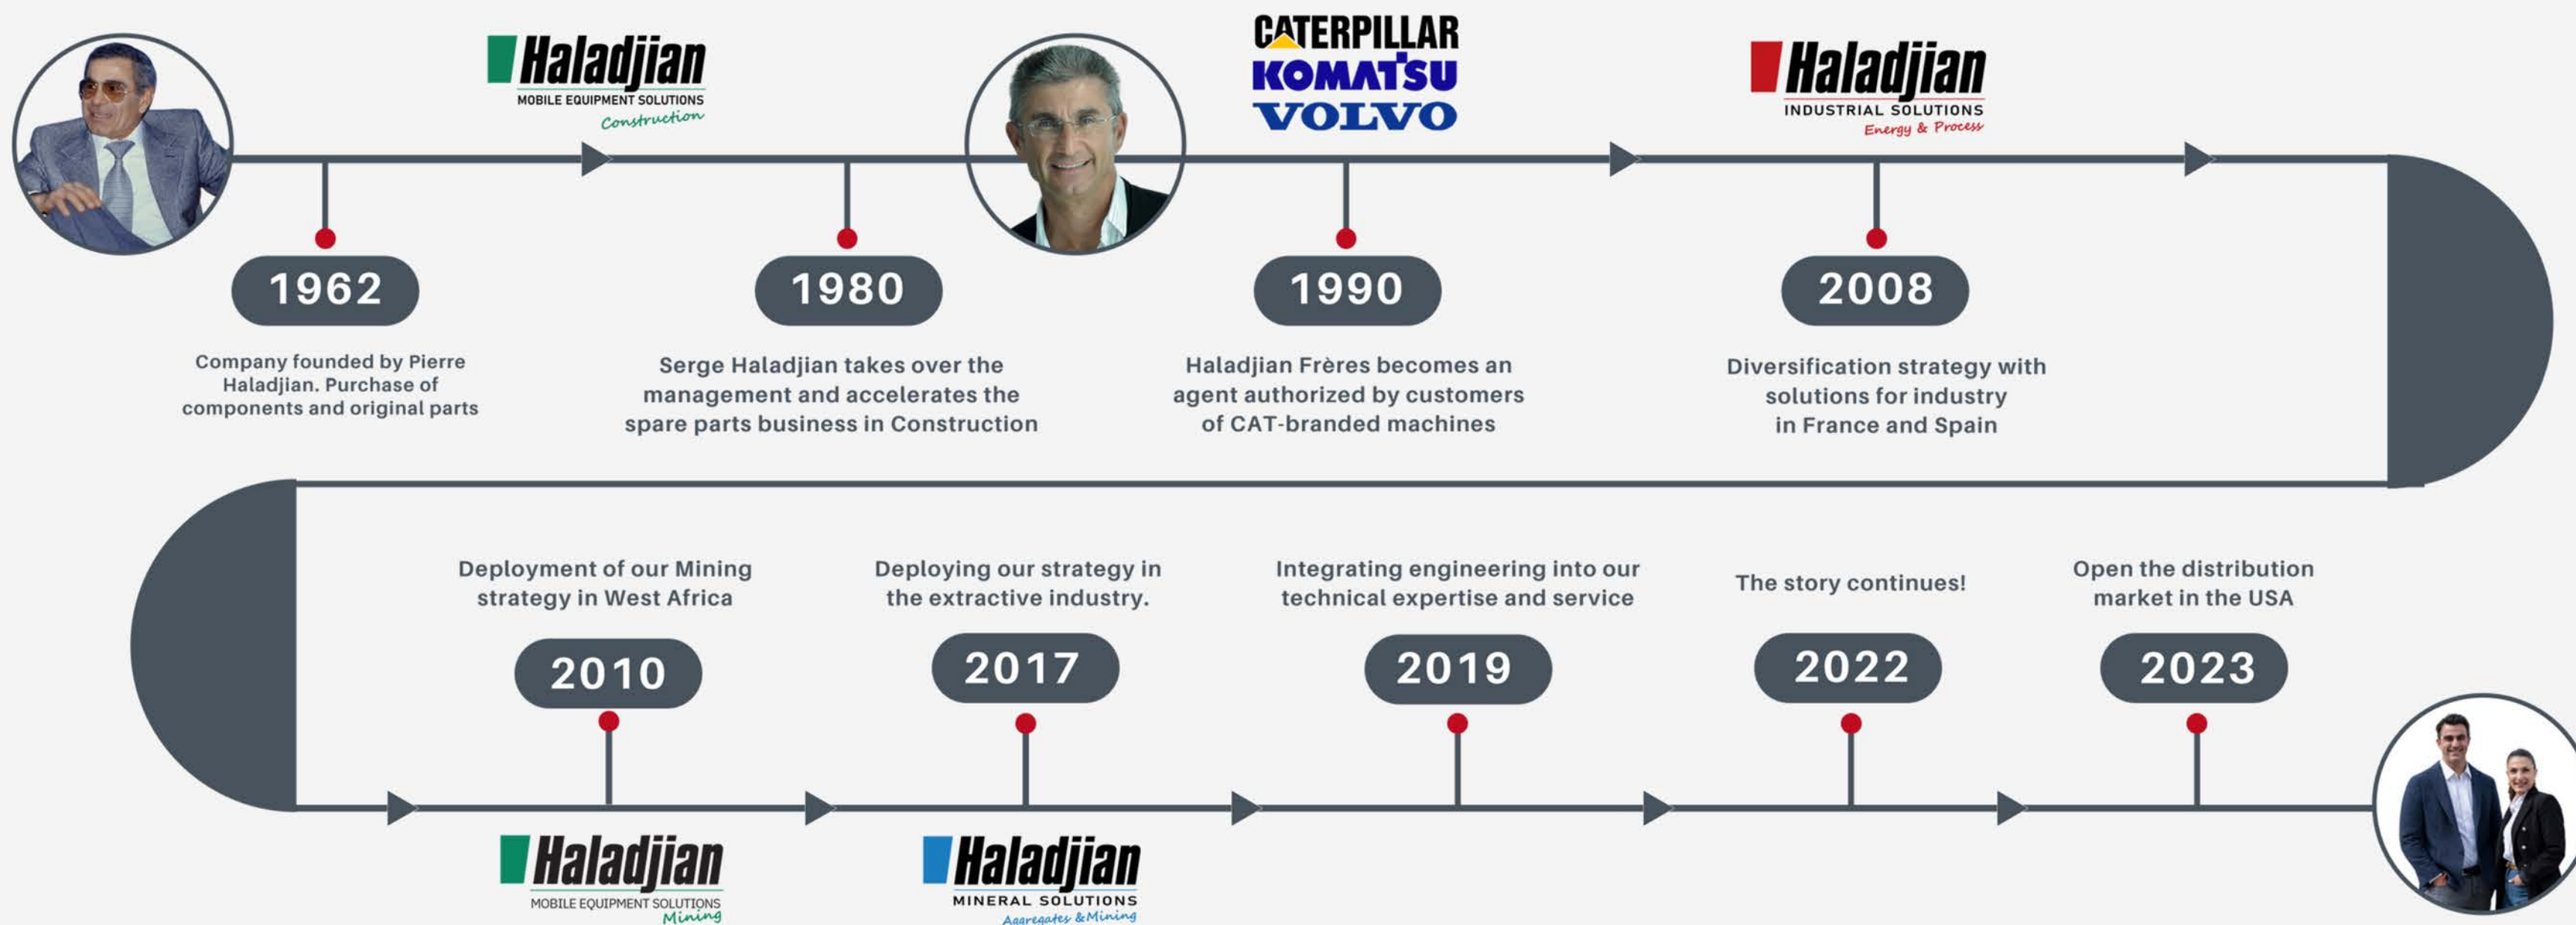 Haladjian
MOBILE EQUIPMENT SOLUTIONS
Construction
CATERPILLAR
KOMATSU
VOLVO
Haladjian
INDUSTRIAL SOLUTIONS
Energy & Process
1962
Company founded by Pierre
Haladjian. Purchase of
components and original parts
1980
Serge Haladjian takes over the
management and accelerates the
spare parts business in Construction
1990
Haladjian Frères becomes an
agent authorized by customers
of CAT-branded machines
2008
Diversification strategy with
solutions for industry
in France and Spain
Deployment of our Mining
strategy in West Africa
2010
Haladjian
MOBILE EQUIPMENT SOLUTIONS
Mining
Deploying our strategy in
the extractive industry.
2017
Haladjian
MINERAL SOLUTIONS
Aggregates & Mining
Integrating engineering into our
technical expertise and service
2019
The story continues!
2022
Open the distribution
market in the USA
2023